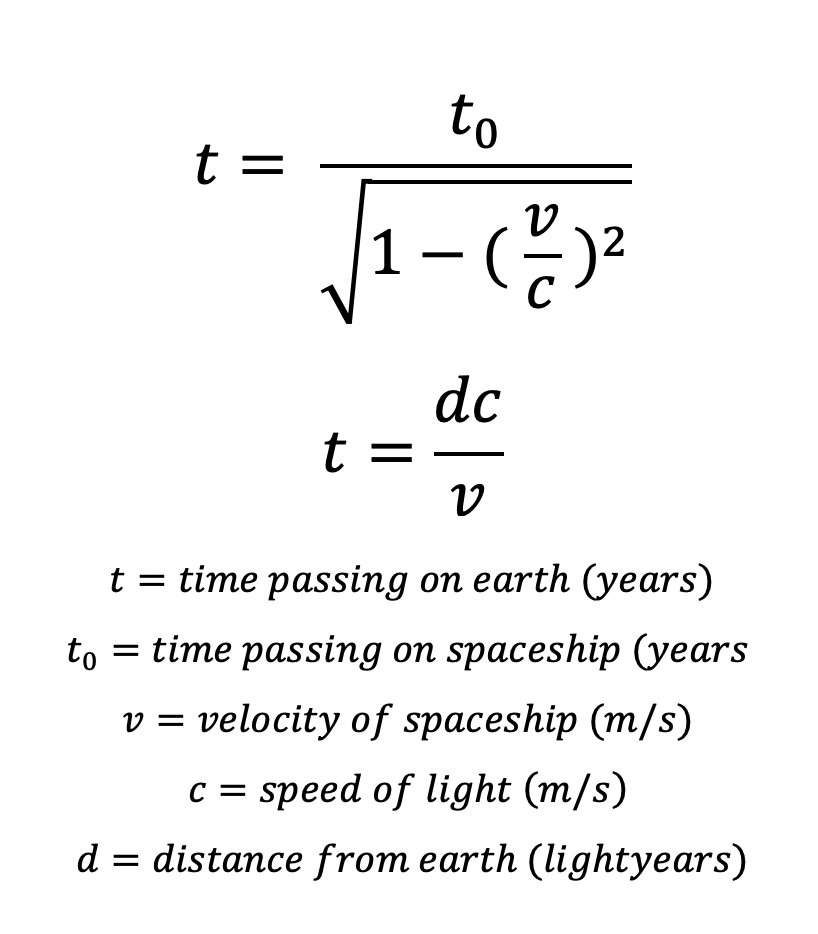 t = t₀ / √(1 − (v/c)²)
t = dc / v
t = time passing on earth (years)
t₀ = time passing on spaceship (years
v = velocity of spaceship (m/s)
c = speed of light (m/s)
d = distance from earth (lightyears)